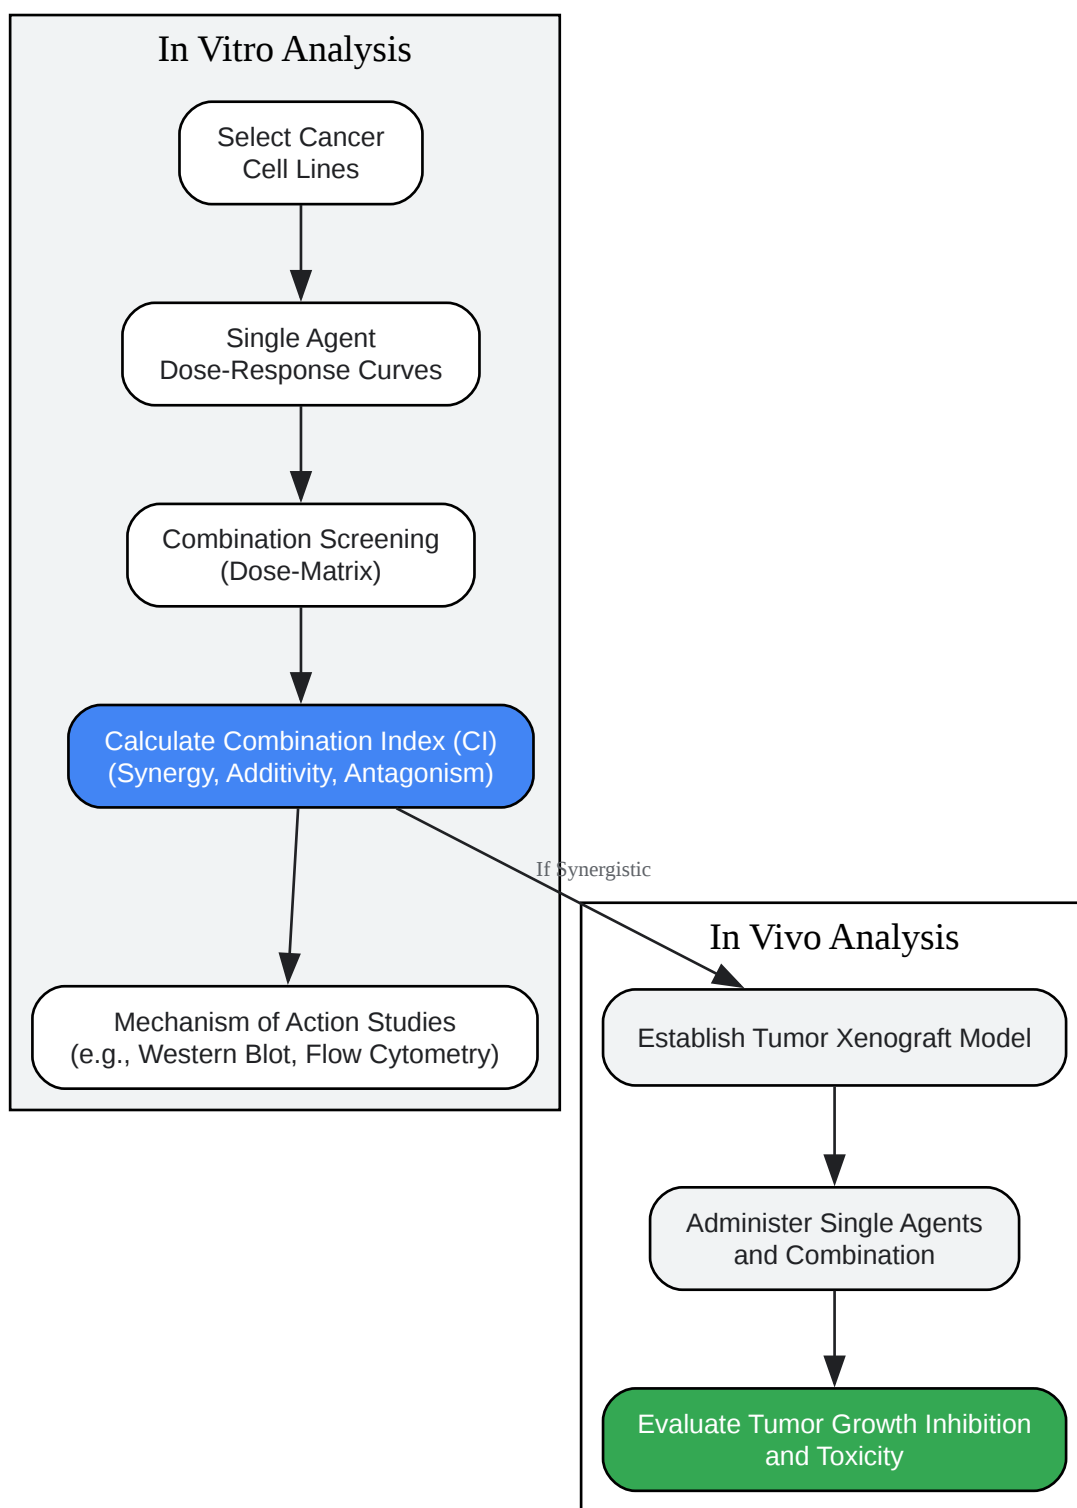 In Vitro Analysis
Select Cancer
Cell Lines
Single Agent
Dose-Response Curves
Combination Screening
(Dose-Matrix)
Calculate Combination Index (CI)
(Synergy, Additivity, Antagonism)
If Synergistic
Mechanism of Action Studies
(e.g., Western Blot, Flow Cytometry)
In Vivo Analysis
Establish Tumor Xenograft Model
Administer Single Agents
and Combination
Evaluate Tumor Growth Inhibition
and Toxicity